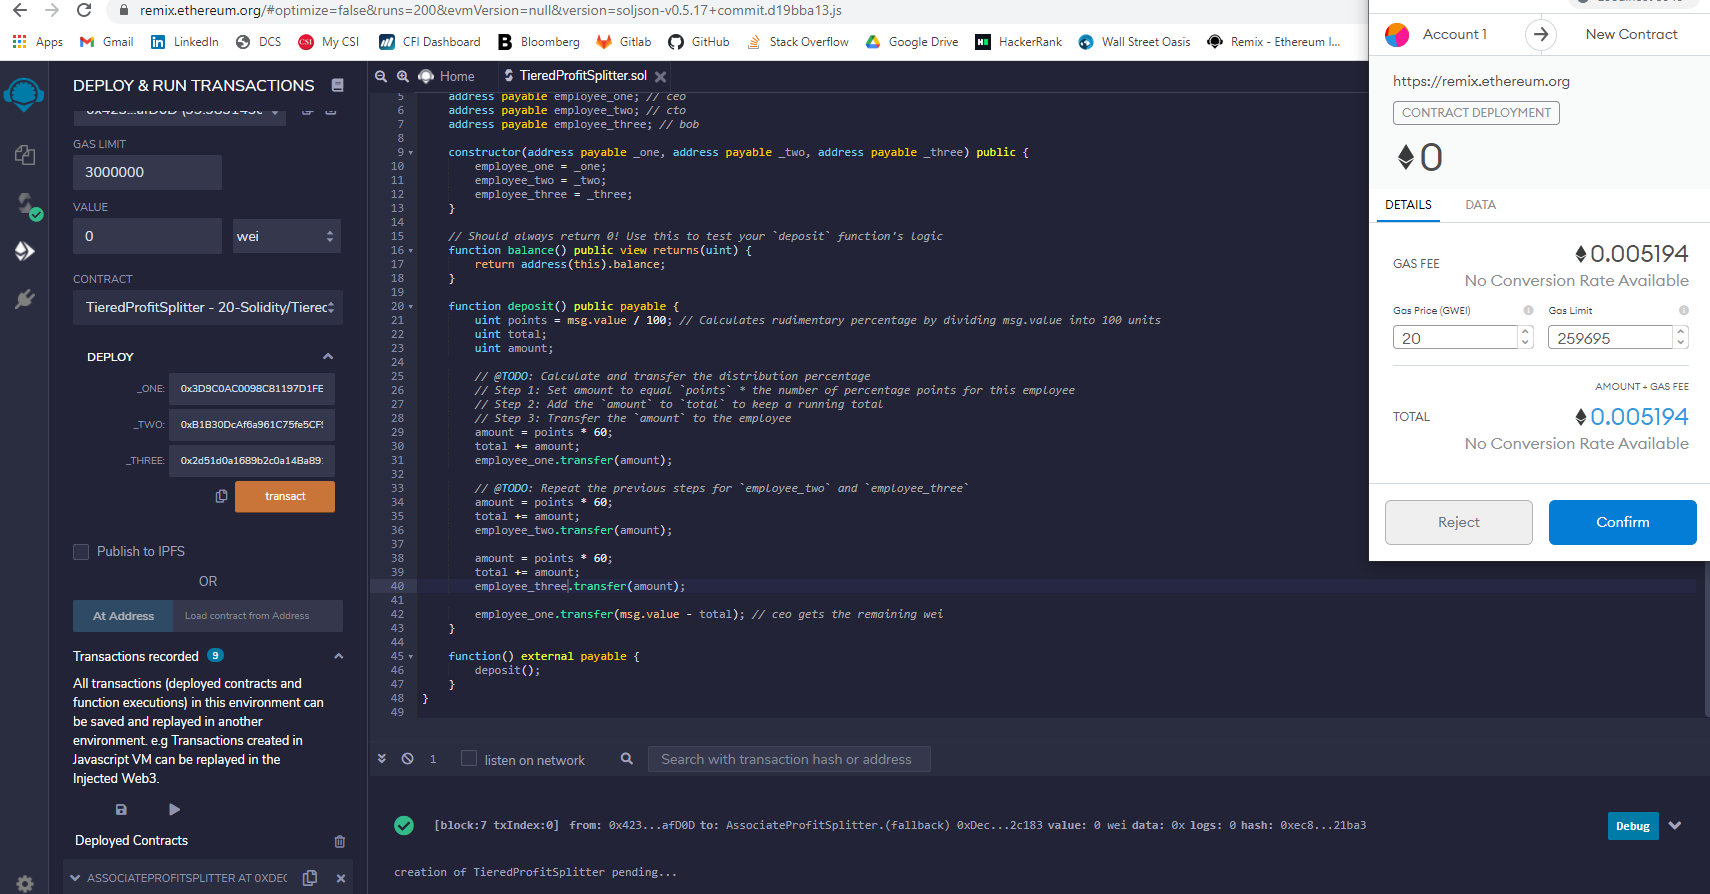 remix.ethereum.org/#optimize=false&runs=200&evmVersion=null&version=soljson-v0.5.17+commit.d19bba13.js
Apps Gmail LinkedIn DCS My CSI CFI Dashboard Bloomberg Gitlab GitHub Stack Overflow Google Drive HackerRank Wall Street Oasis Remix - Ethereum I...
DEPLOY & RUN TRANSACTIONS
GAS LIMIT
3000000
VALUE
0 wei
CONTRACT
TieredProfitSplitter - 20-Solidity/Tierec
DEPLOY
_ONE: 0x3D9C0AC0098C81197D1FE
_TWO: 0xB1B30DcAf6a961C75fe5CF
_THREE: 0x2d51d0a1689b2c0a14Ba89
transact
Publish to IPFS
OR
At Address Load contract from Address
Transactions recorded 9
All transactions (deployed contracts and
function executions) in this environment can
be saved and replayed in another
environment. e.g Transactions created in
Javascript VM can be replayed in the
Injected Web3.
Deployed Contracts
ASSOCIATEPROFITSPLITTER AT 0XDEC
Home TieredProfitSplitter.sol
5 address payable employee_one; // ceo
6 address payable employee_two; // cto
7 address payable employee_three; // bob
8
9 constructor(address payable _one, address payable _two, address payable _three) public {
10 employee_one = _one;
11 employee_two = _two;
12 employee_three = _three;
13 }
14
15 // Should always return 0! Use this to test your `deposit` function's logic
16 function balance() public view returns(uint) {
17 return address(this).balance;
18 }
19
20 function deposit() public payable {
21 uint points = msg.value / 100; // Calculates rudimentary percentage by dividing msg.value into 100 units
22 uint total;
23 uint amount;
24
25 // @TODO: Calculate and transfer the distribution percentage
26 // Step 1: Set amount to equal `points` * the number of percentage points for this employee
27 // Step 2: Add the `amount` to `total` to keep a running total
28 // Step 3: Transfer the `amount` to the employee
29 amount = points * 60;
30 total += amount;
31 employee_one.transfer(amount);
32
33 // @TODO: Repeat the previous steps for `employee_two` and `employee_three`
34 amount = points * 60;
35 total += amount;
36 employee_two.transfer(amount);
37
38 amount = points * 60;
39 total += amount;
40 employee_three.transfer(amount);
41
42 employee_one.transfer(msg.value - total); // ceo gets the remaining wei
43 }
44
45 function() external payable {
46 deposit();
47 }
48 }
49
1 listen on network Search with transaction hash or address
[block:7 txIndex:0] from: 0x423...afD0D to: AssociateProfitSplitter.(fallback) 0xDec...2c183 value: 0 wei data: 0x logs: 0 hash: 0xec8...21ba3
Debug
creation of TieredProfitSplitter pending...
Account 1 New Contract
https://remix.ethereum.org
CONTRACT DEPLOYMENT
0
DETAILS DATA
GAS FEE 0.005194
No Conversion Rate Available
Gas Price (GWEI) Gas Limit
20 259695
AMOUNT + GAS FEE
TOTAL 0.005194
No Conversion Rate Available
Reject Confirm